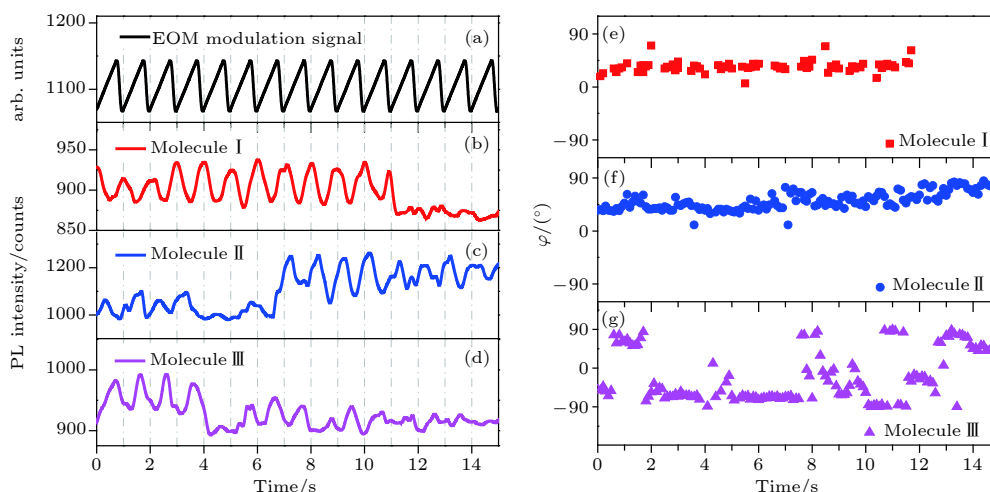 1200
1100
arb. units
EOM modulation signal
(a)
950
900
850
Molecule Ⅰ
(b)
1200
1000
PL intensity/counts
Molecule Ⅱ
(c)
1000
900
Molecule Ⅲ
(d)
0 2 4 6 8 10 12 14
Time/s
(e)
90
0
−90
Molecule Ⅰ
(f)
90
0
−90
φ/(°)
Molecule Ⅱ
(g)
90
0
−90
Molecule Ⅲ
0 2 4 6 8 10 12 14
Time/s